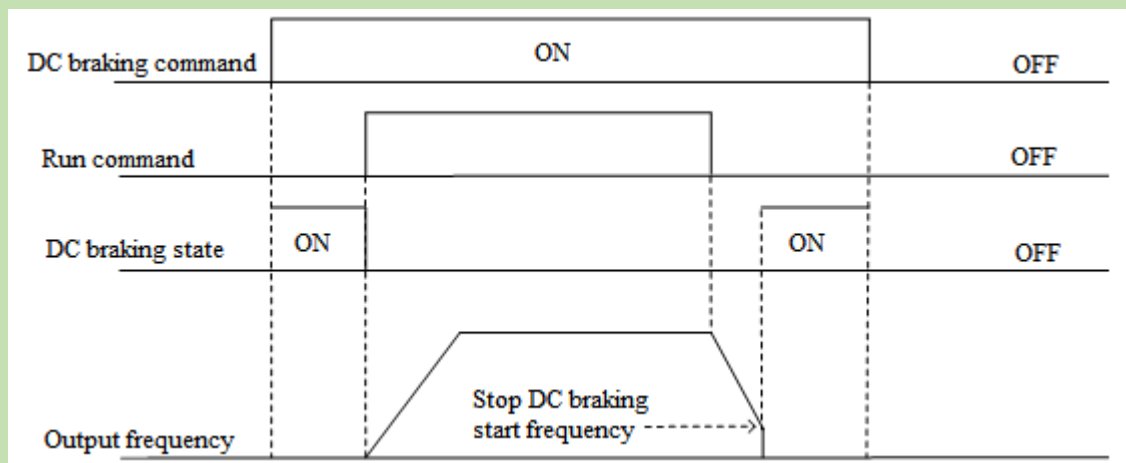 DC braking command
ON
OFF
Run command
OFF
DC braking state
ON
ON
OFF
Stop DC braking
start frequency
Output frequency